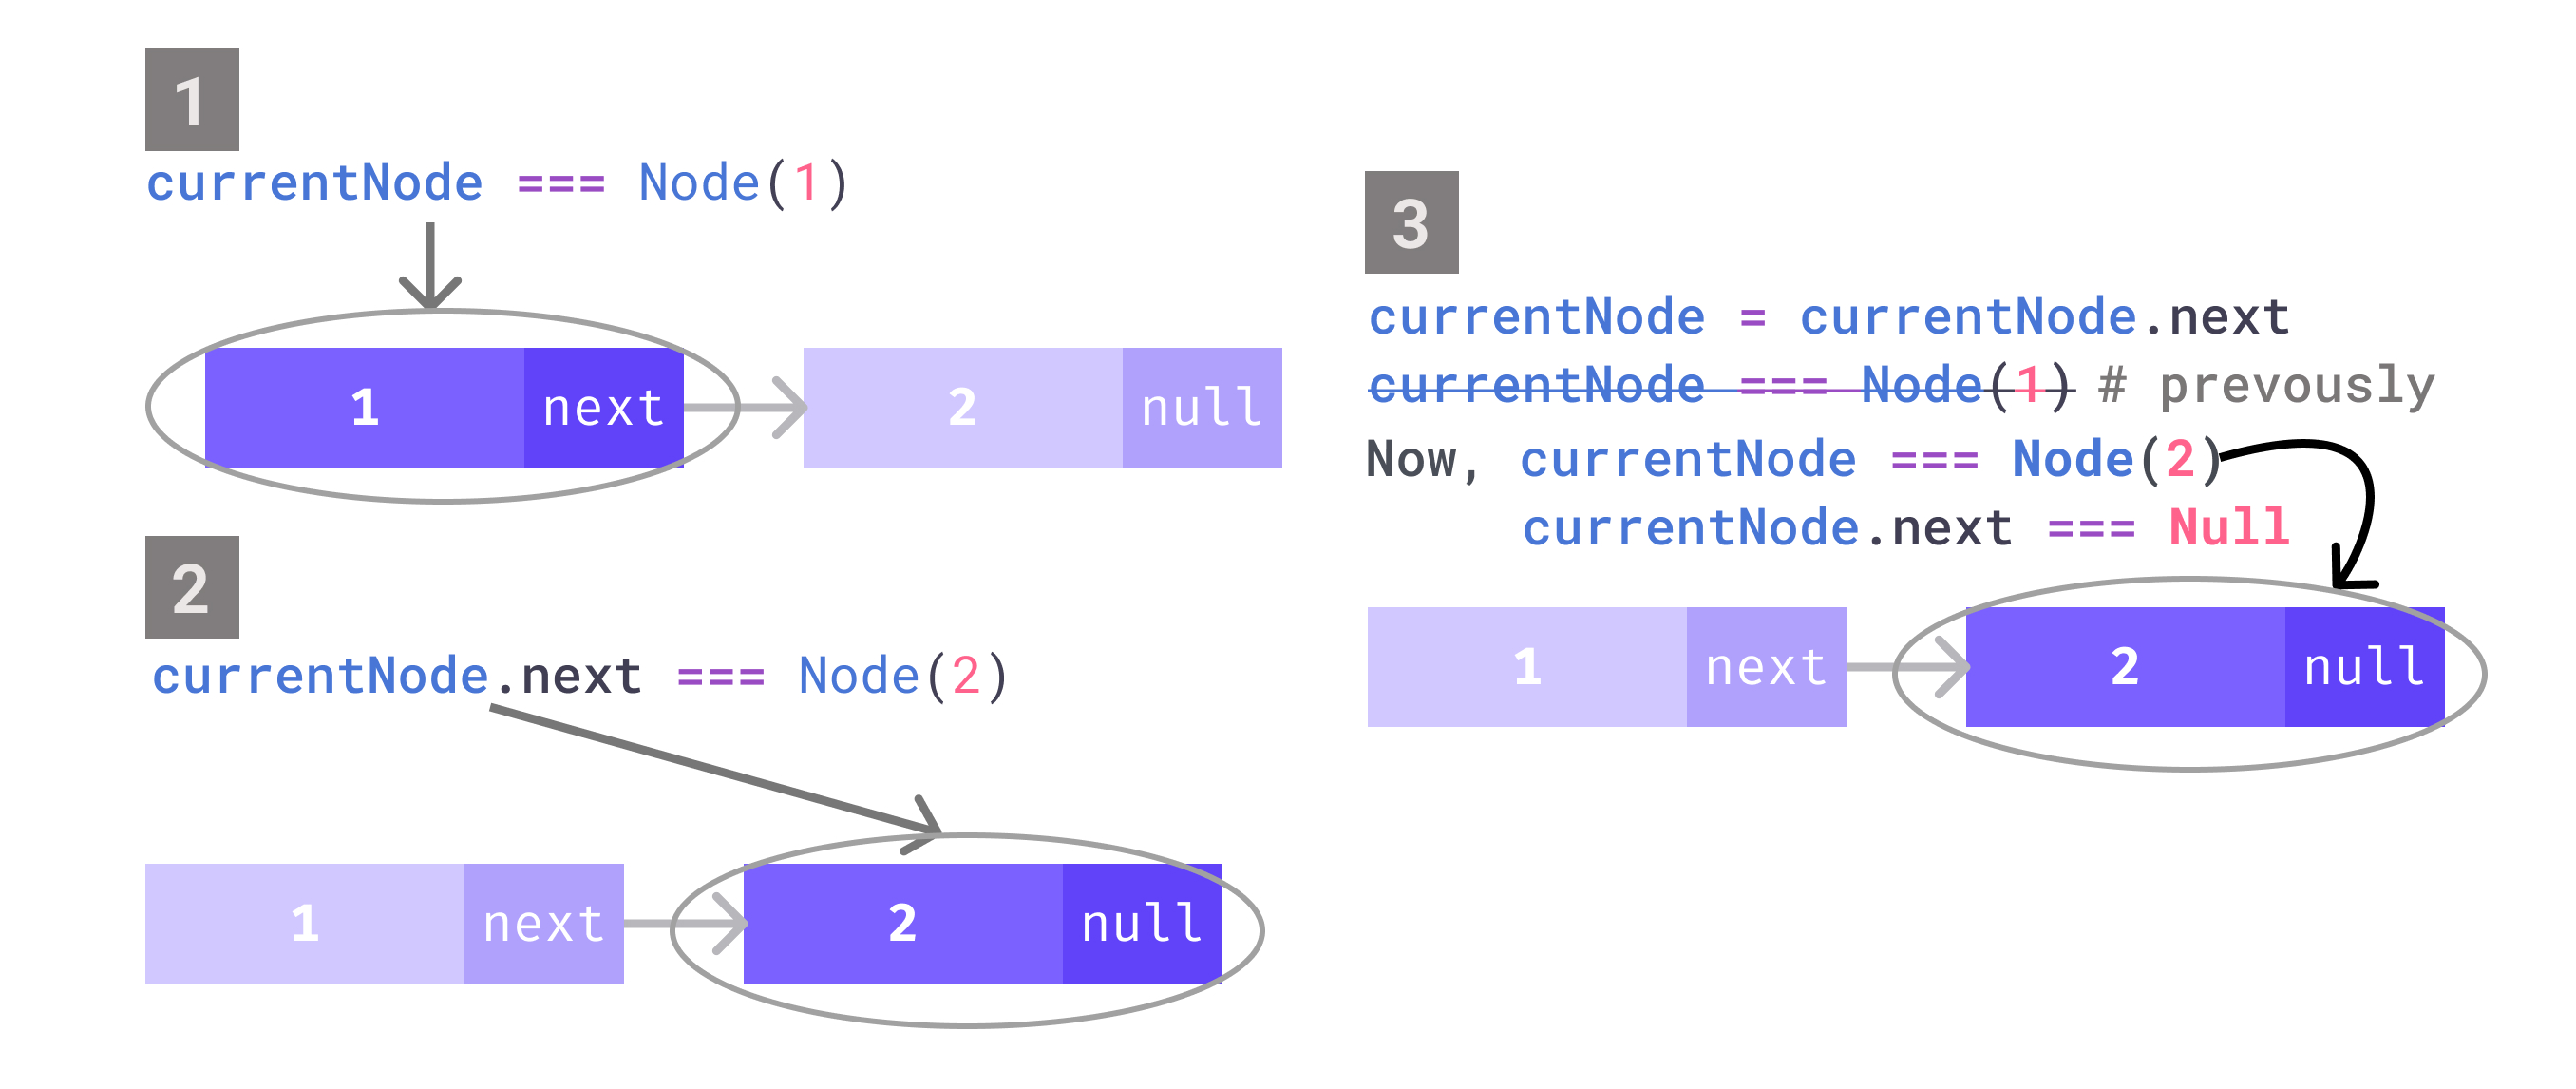 1
currentNode === Node(1)
1 next 2 null
2
currentNode.next === Node(2)
1 next 2 null
3
currentNode = currentNode.next
currentNode === Node(1) # prevously
Now, currentNode === Node(2)
currentNode.next === Null
1 next 2 null